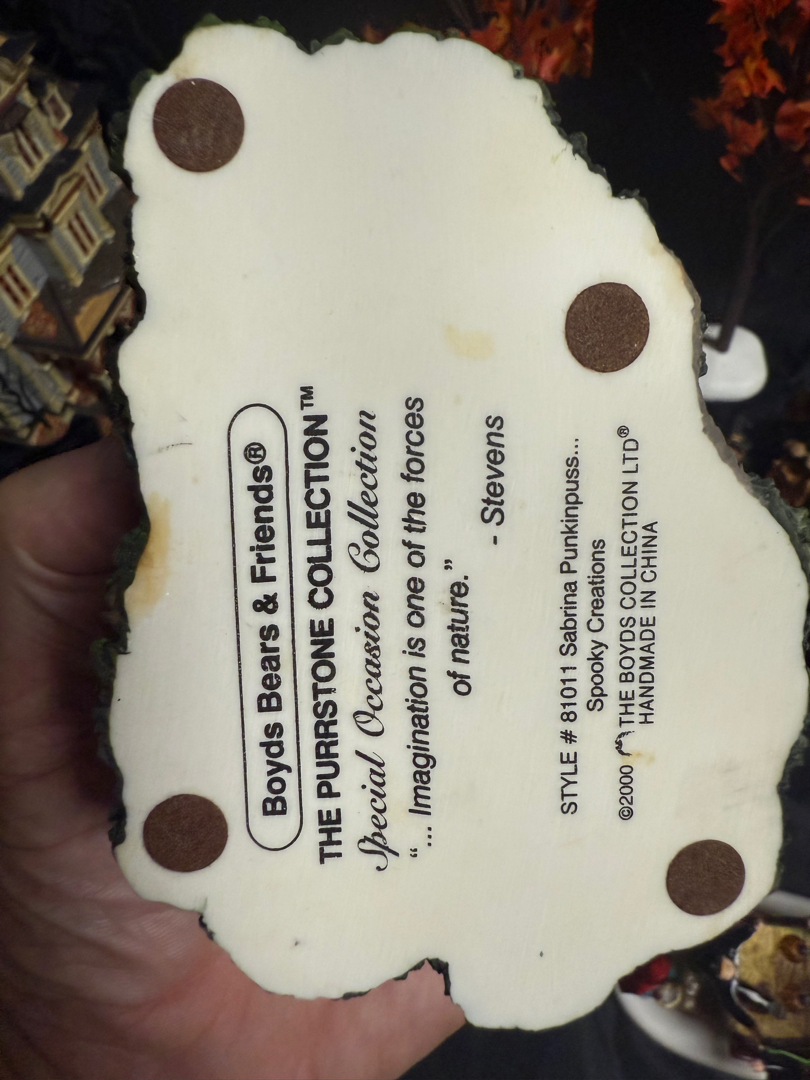 Boyds Bears & Friends®
THE PURRSTONE COLLECTION™
Special Occasion Collection
“... Imagination is one of the forces
of nature.”
- Stevens
STYLE # 81011 Sabrina Punkinpuss...
Spooky Creations
©2000 THE BOYDS COLLECTION LTD®
HANDMADE IN CHINA